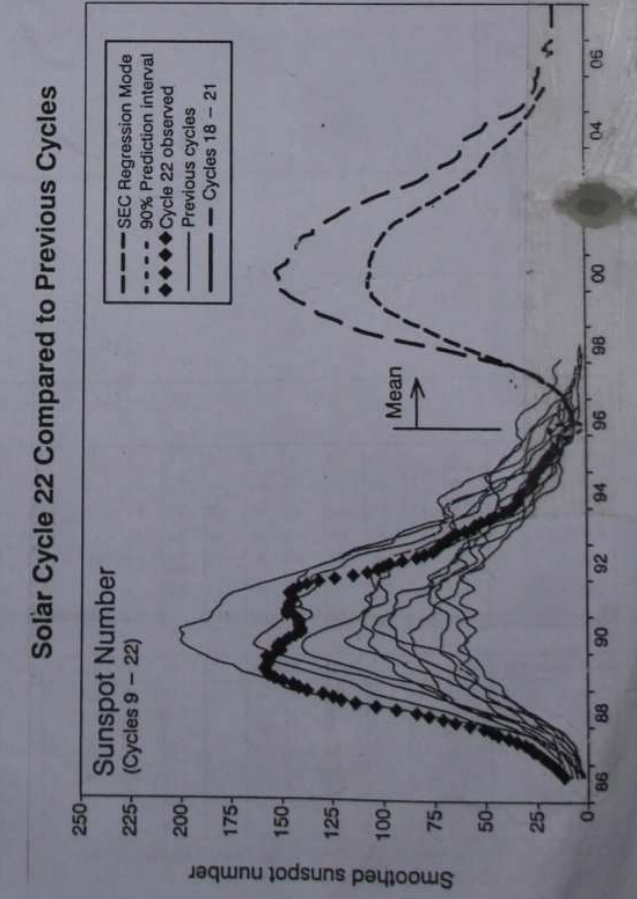 Solar Cycle 22 Compared to Previous Cycles
Sunspot Number
(Cycles 9 – 22)
SEC Regression Mode
90% Prediction interval
Cycle 22 observed
Previous cycles
Cycles 18 – 21
Mean
Smoothed sunspot number
250
225
200
175
150
125
100
75
50
25
0
86
88
90
92
94
96
98
00
04
06